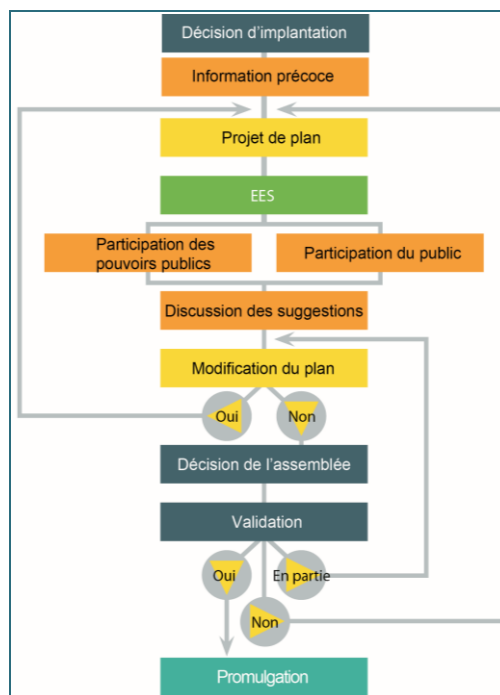 Décision d’implantation
Information précoce
Projet de plan
EES
Participation des
pouvoirs publics
Participation du public
Discussion des suggestions
Modification du plan
Oui
Non
Décision de l’assemblée
Validation
Oui
En partie
Non
Promulgation